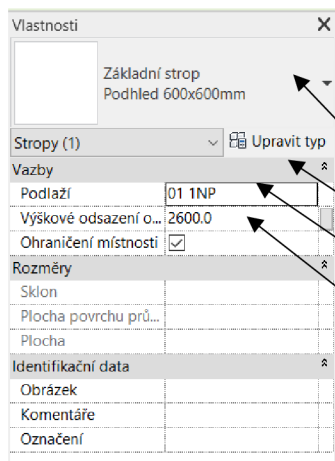 Vlastnosti
Základní strop
Podhled 600x600mm
Stropy (1)
Upravit typ
Vazby
Podlaží 01 1NP
Výškové odsazení o... 2600.0
Ohraničení místnosti
Rozměry
Sklon
Plocha povrchu prů...
Plocha
Identifikační data
Obrázek
Komentáře
Označení